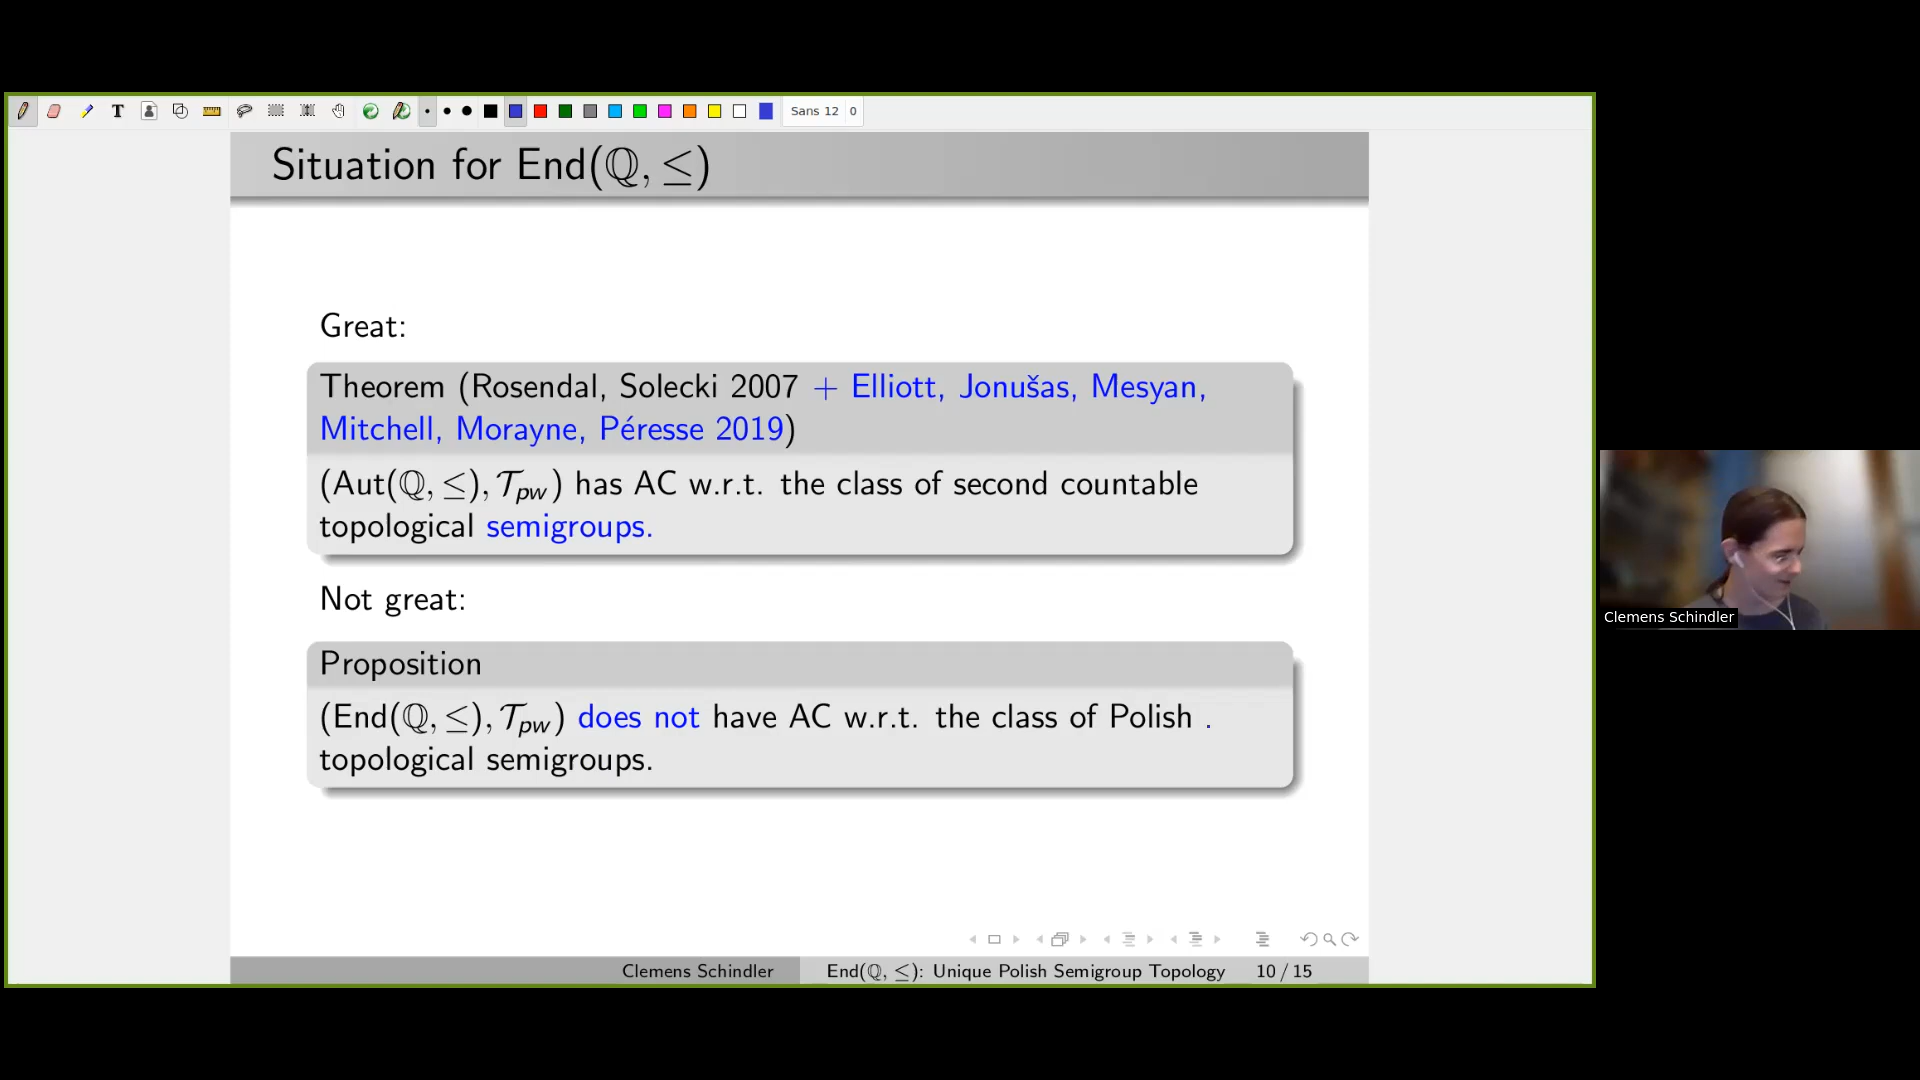 T Sans 12 0
Situation for End(ℚ, ≤)
Great:
Theorem (Rosendal, Solecki 2007 + Elliott, Jonušas, Mesyan,
Mitchell, Morayne, Péresse 2019)
(Aut(ℚ, ≤), 𝒯pw) has AC w.r.t. the class of second countable
topological semigroups.
Not great:
Proposition
(End(ℚ, ≤), 𝒯pw) does not have AC w.r.t. the class of Polish .
topological semigroups.
Clemens Schindler End(ℚ, ≤): Unique Polish Semigroup Topology 10 / 15
Clemens Schindler